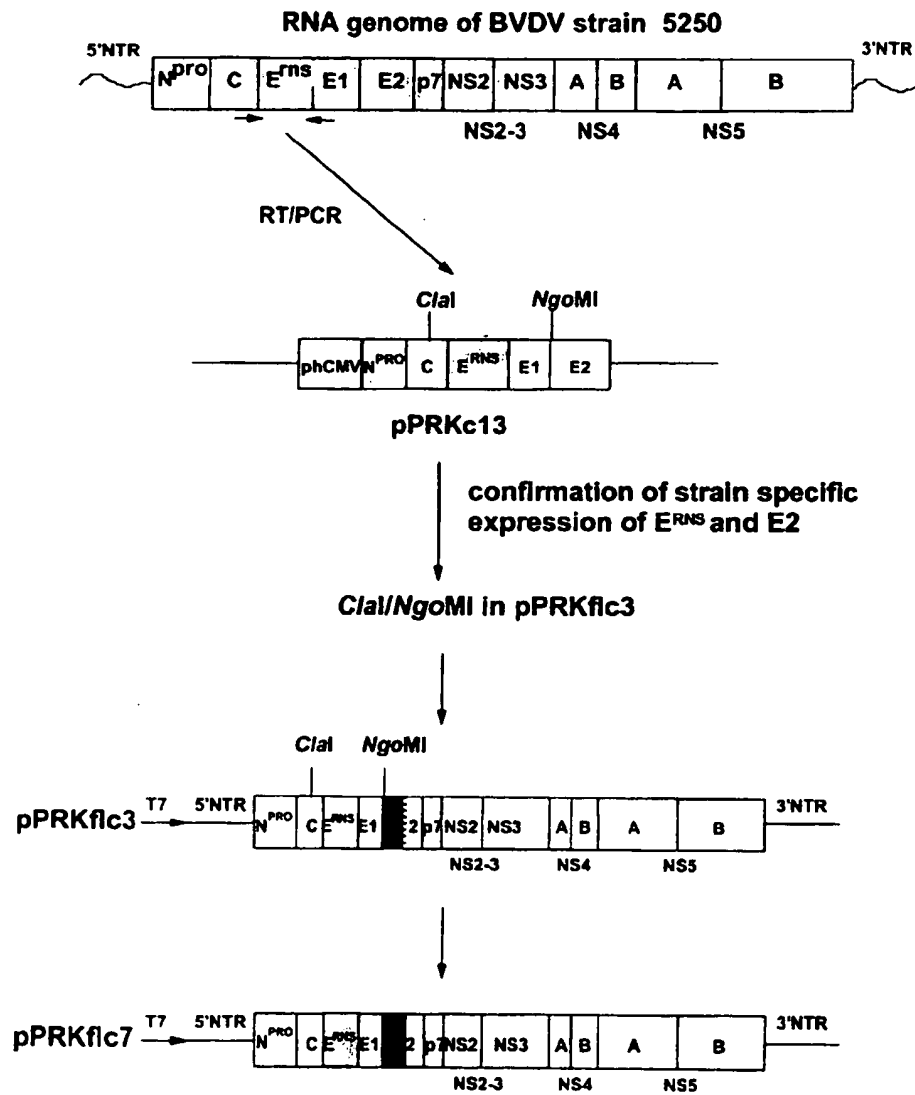 RNA genome of BVDV strain 5250
5'NTR 3'NTR
Npro C Erns E1 E2 p7 NS2 NS3 A B A B
NS2-3 NS4 NS5
RT/PCR
ClaI NgoMI
phCMV NPRO C ERNS E1 E2
pPRKc13
confirmation of strain specific
expression of ERNS and E2
ClaI/NgoMI in pPRKflc3
ClaI NgoMI
pPRKflc3 T7 5'NTR 3'NTR
NPRO C ERNS E1 2 p7 NS2 NS3 A B A B
NS2-3 NS4 NS5
pPRKflc7 T7 5'NTR 3'NTR
NPRO C ERNS E1 2 p7 NS2 NS3 A B A B
NS2-3 NS4 NS5